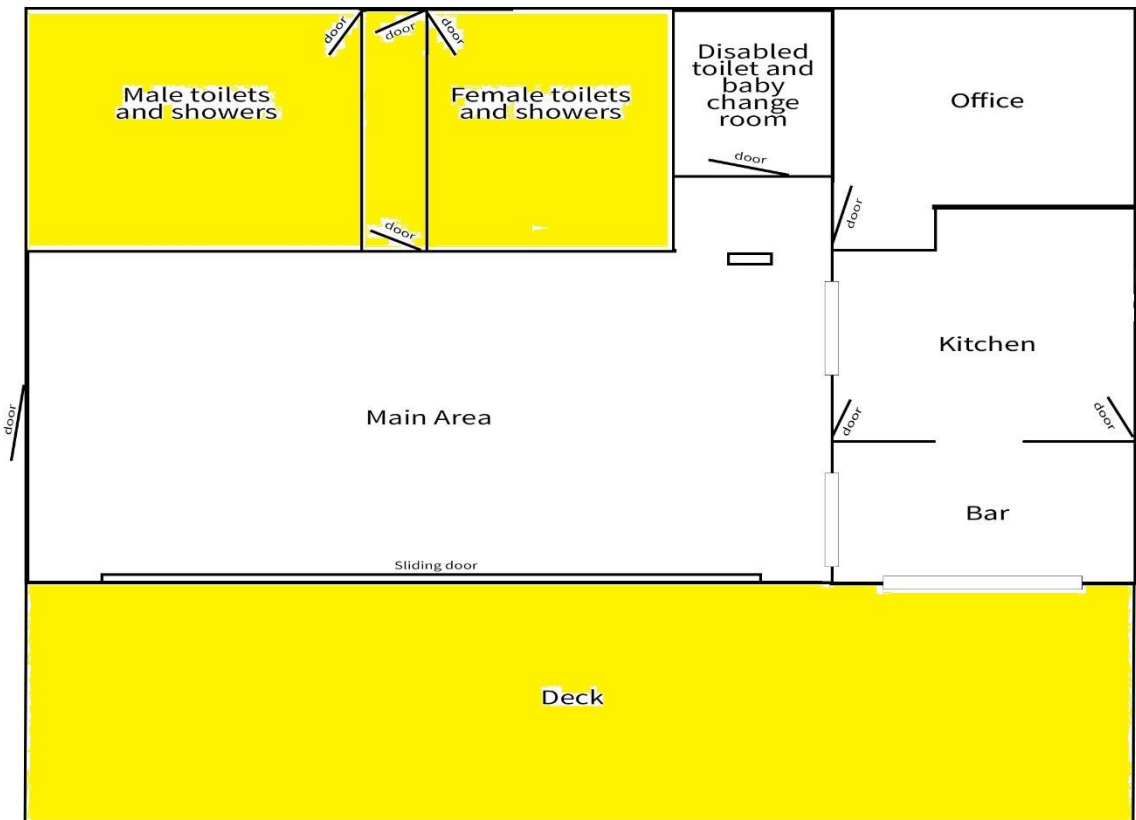 door
door
door
Male toilets
and showers
Female toilets
and showers
Disabled
toilet and
baby
change
room
door
Office
door
door
Kitchen
door
Main Area
door
door
Bar
Sliding door
Deck